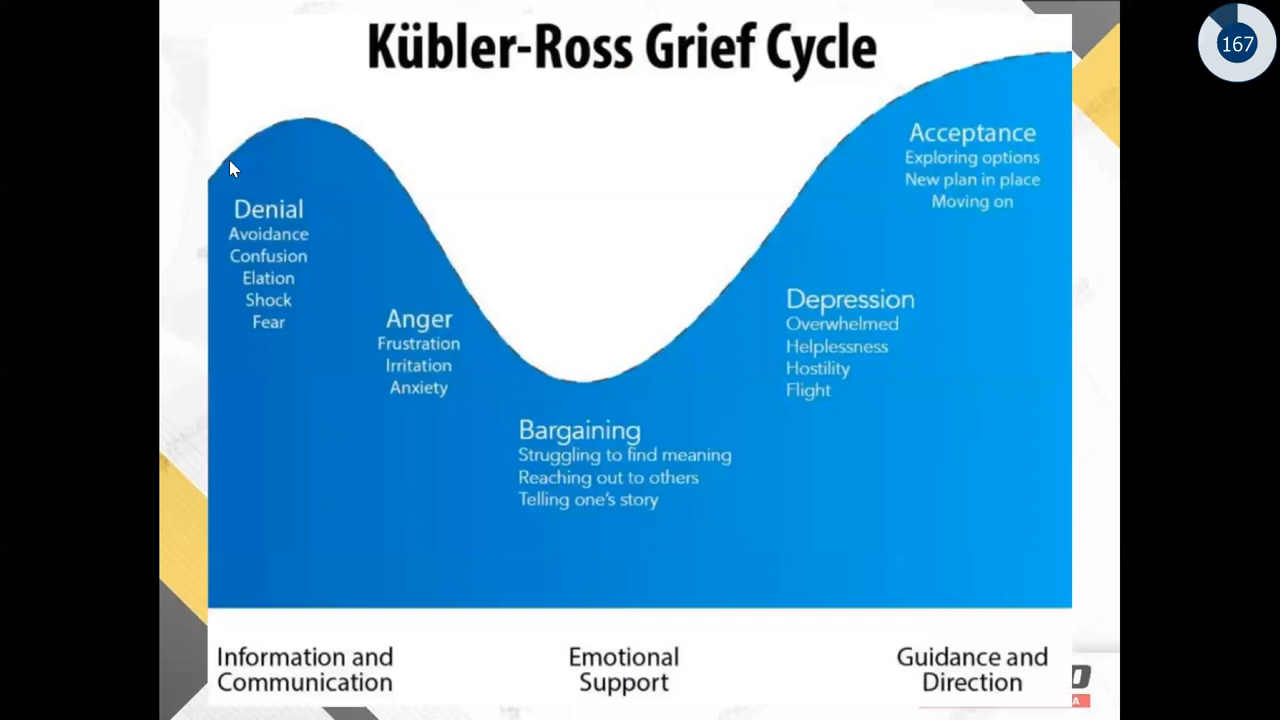 Kübler-Ross Grief Cycle
167
Denial
Avoidance
Confusion
Elation
Shock
Fear
Anger
Frustration
Irritation
Anxiety
Bargaining
Struggling to find meaning
Reaching out to others
Telling one's story
Depression
Overwhelmed
Helplessness
Hostility
Flight
Acceptance
Exploring options
New plan in place
Moving on
Information and
Communication
Emotional
Support
Guidance and
Direction